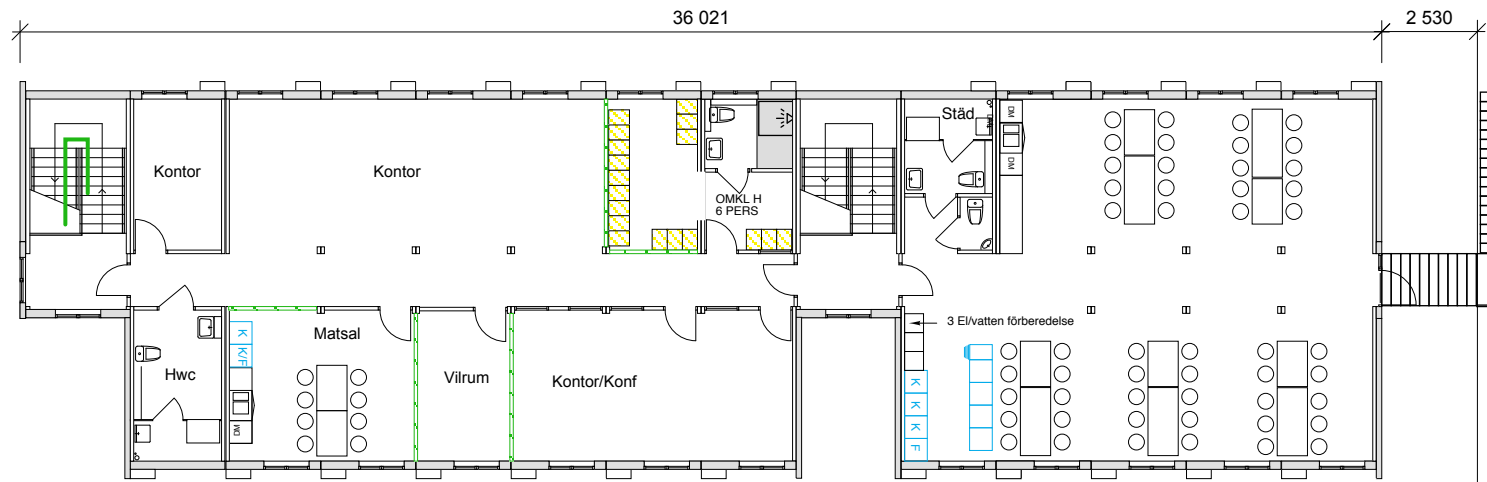 36 021
2 530
Kontor
Kontor
OMKL H
6 PERS
Städ
DM
DM
3 El/vatten förberedelse
Matsal
K
K/F
DM
Hwc
Vilrum
Kontor/Konf
K
K
K
F